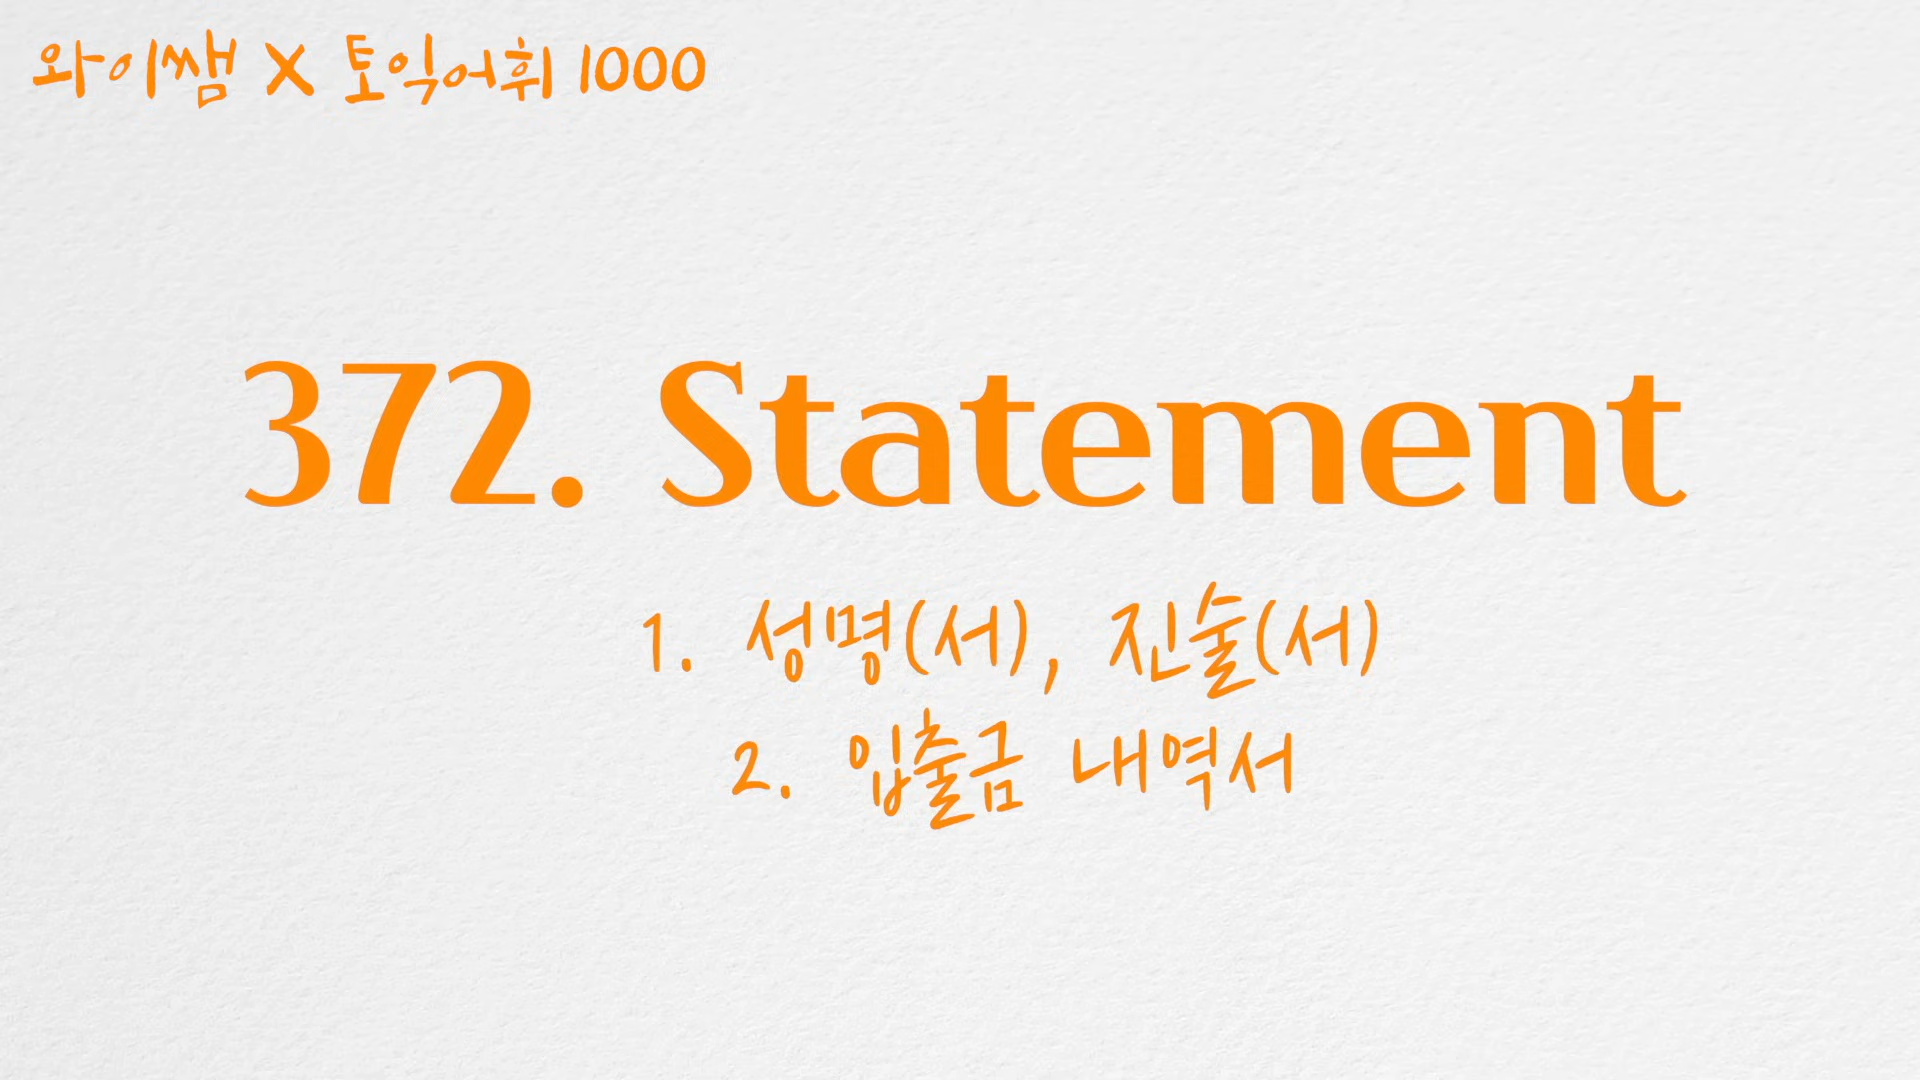 와이쌤 X 토익어휘 1000
372. Statement
1. 성명(서), 진술(서)
2. 입출금 내역서